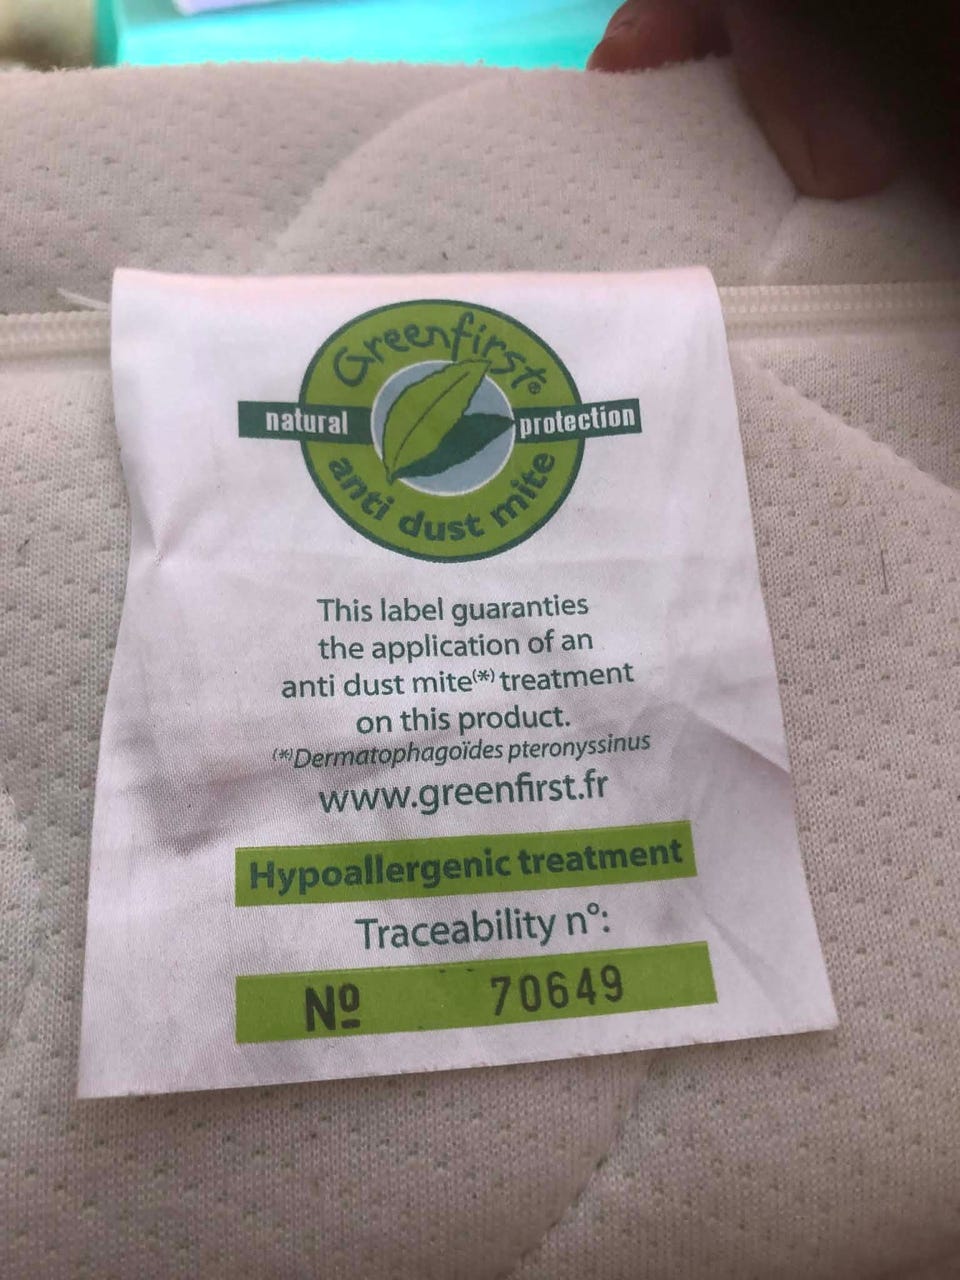 Greenfirst®
natural protection
anti dust mite
This label guaranties
the application of an
anti dust mite(*) treatment
on this product.
(*)Dermatophagoïdes pteronyssinus
www.greenfirst.fr
Hypoallergenic treatment
Traceability n°:
Nº 70649